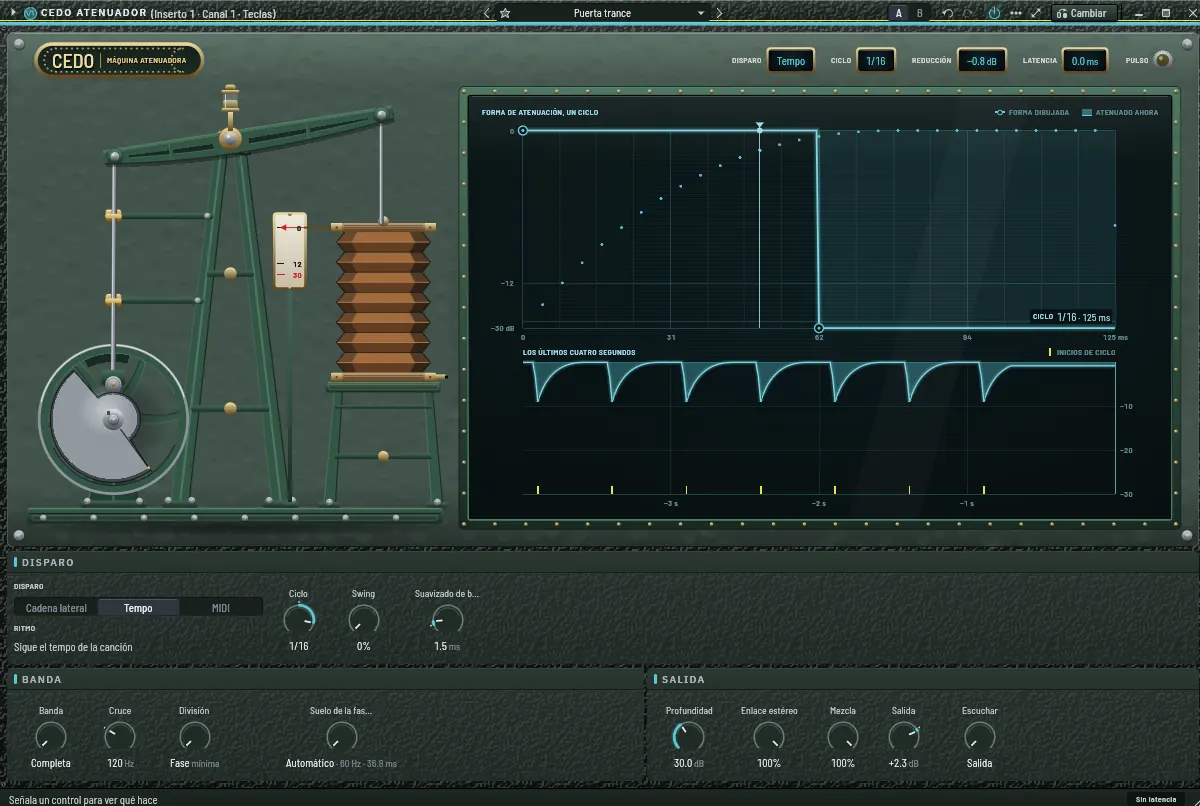 CEDO ATENUADOR (Inserto 1 · Canal 1 · Teclas)
Puerta trance
A B
Cambiar
CEDO MÁQUINA ATENUADORA
DISPARO Tempo CICLO 1/16 REDUCCIÓN −0.8 dB LATENCIA 0.0 ms PULSO
FORMA DE ATENUACIÓN, UN CICLO
FORMA DIBUJADA ATENUADO AHORA
0
−12
−30 dB
CICLO 1/16 · 125 ms
0 31 62 94 125 ms
0
12
30
LOS ÚLTIMOS CUATRO SEGUNDOS
INICIOS DE CICLO
−10
−20
−30
−3 s −2 s −1 s
DISPARO
DISPARO
Cadena lateral Tempo MIDI
RITMO
Sigue el tempo de la canción
Ciclo Swing Suavizado de b...
1/16 0% 1.5 ms
BANDA
Banda Cruce División Suelo de la fas...
Completa 120 Hz Fase mínima Automático · 60 Hz · 36.8 ms
SALIDA
Profundidad Enlace estéreo Mezcla Salida Escuchar
30.0 dB 100% 100% +2.3 dB Salida
Señala un control para ver qué hace
Sin latencia